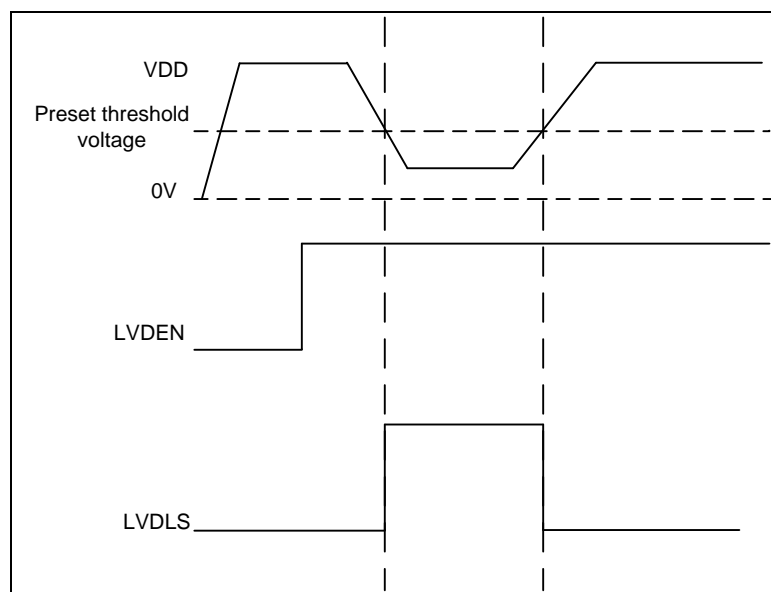 VDD
Preset threshold
voltage
0V
LVDEN
LVDLS